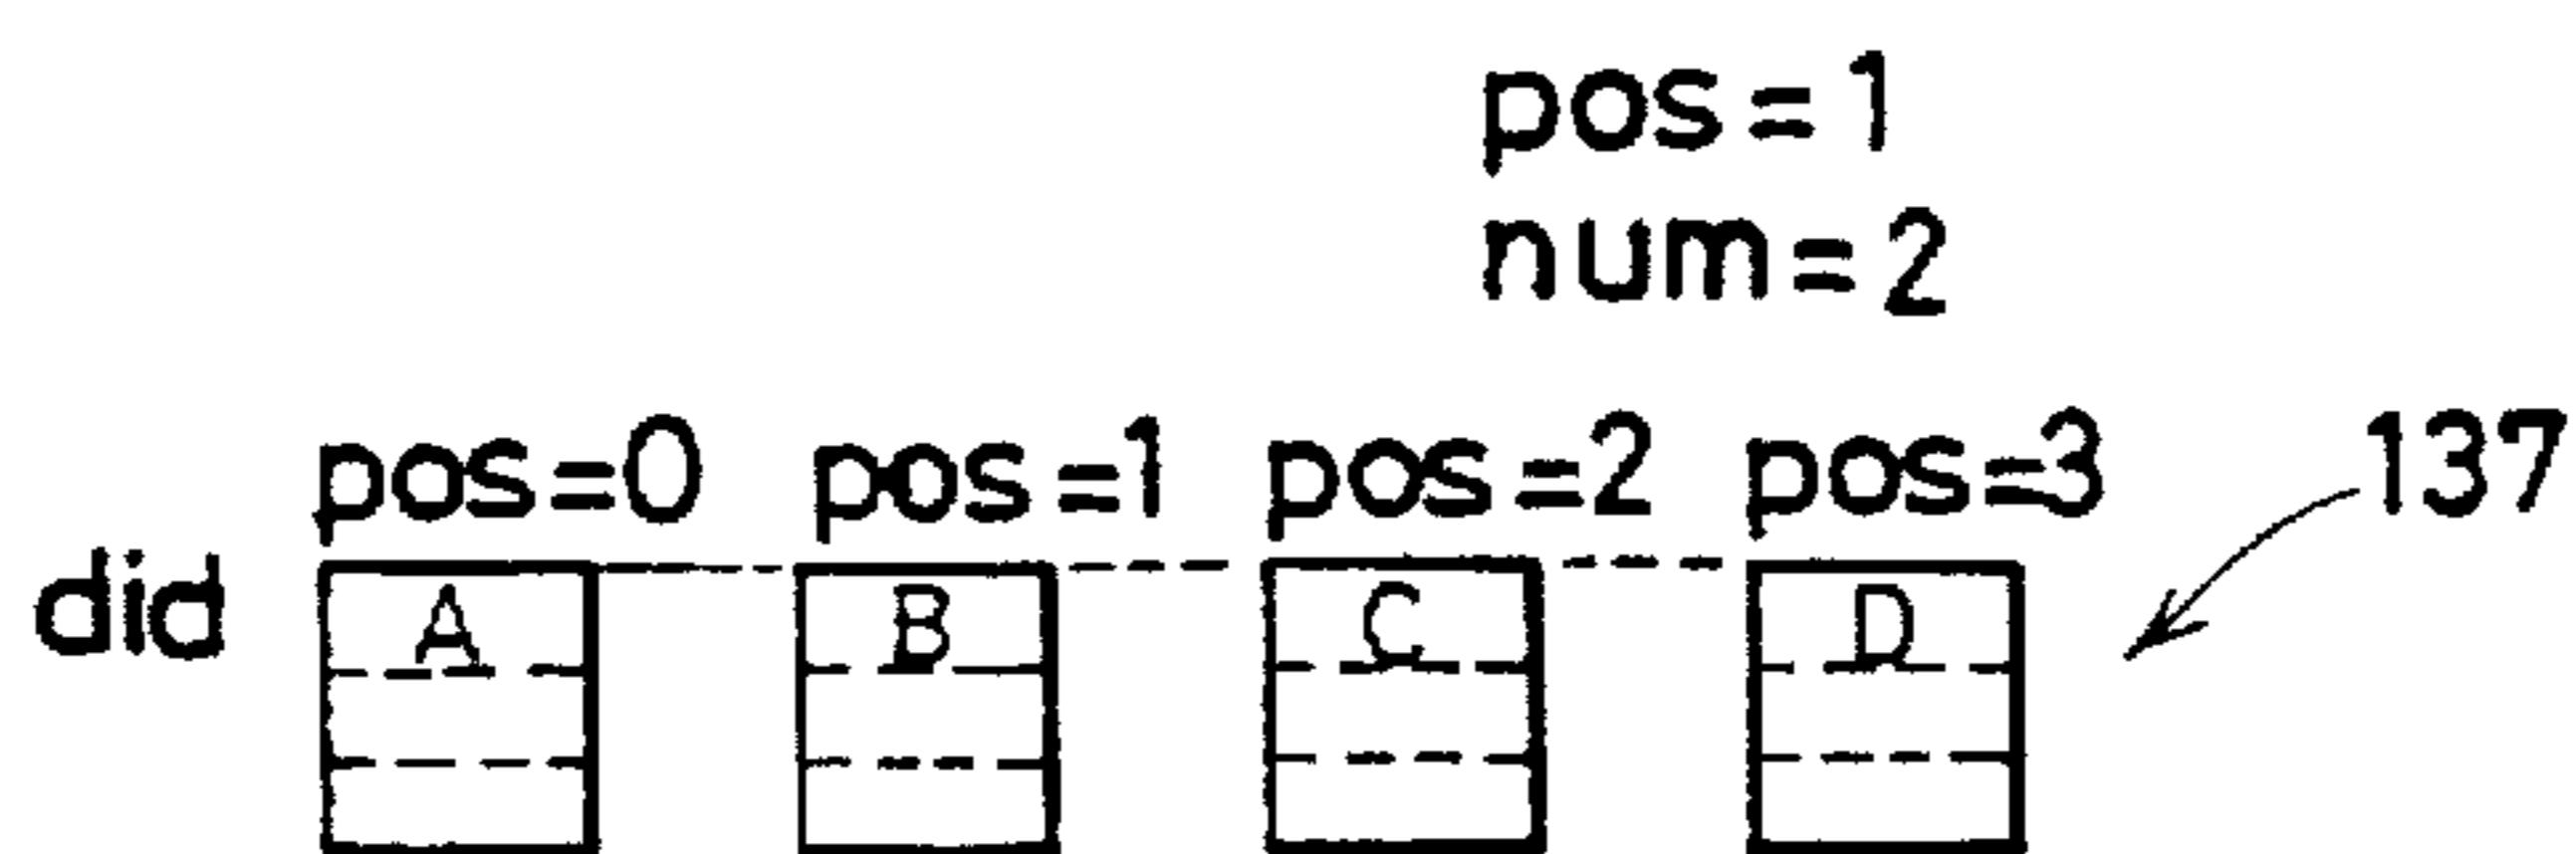 pos=1
num=2
pos=0 pos=1 pos=2 pos=3 137
did A B C D